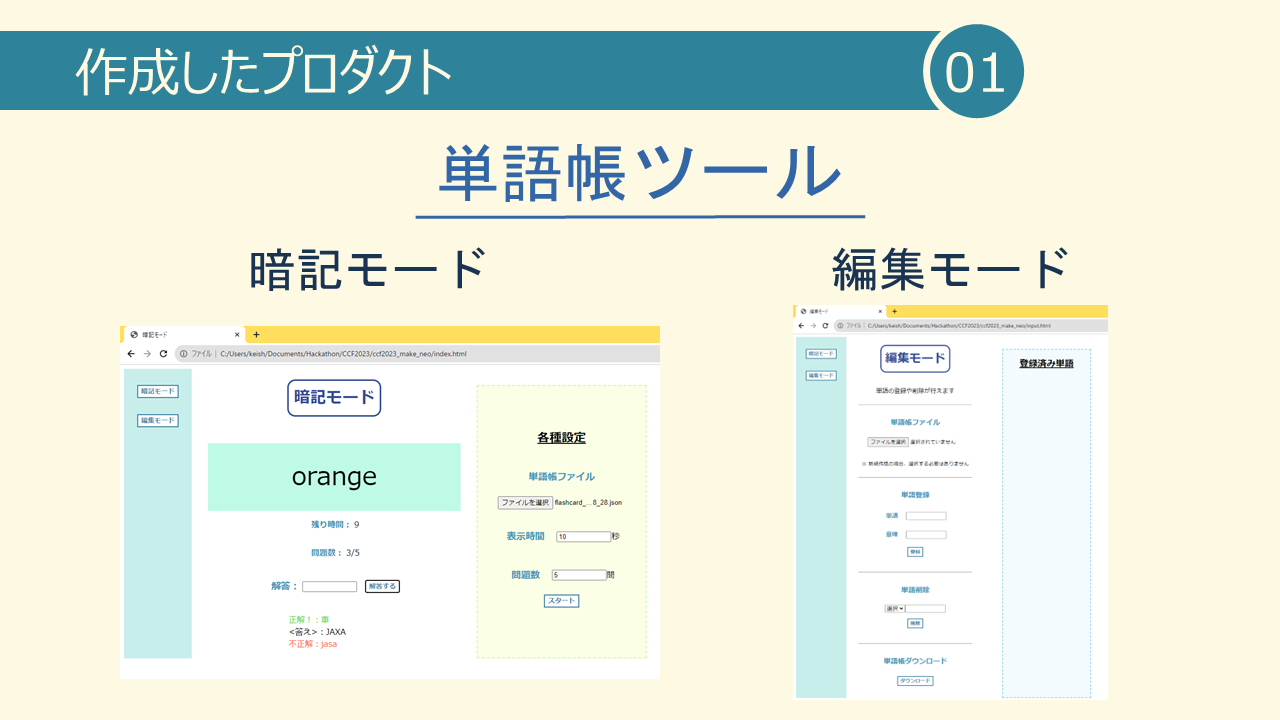 作成したプロダクト
01
単語帳ツール
暗記モード
暗記モード
ファイル | C:/Users/keish/Documents/Hackathon/CCF2023/ccf2023_make_neo/index.html
暗記モード
編集モード
暗記モード
orange
残り時間： 9
問題数： 3/5
解答：
解答する
正解！：車
<答え>：JAXA
不正解：jasa
各種設定
単語帳ファイル
ファイルを選択 flashcard_...8_28.json
表示時間 10 秒
問題数 5 問
スタート
編集モード
編集モード
ファイル | C:/Users/keish/Documents/Hackathon/CCF2023/ccf2023_make_neo/input.html
暗記モード
編集モード
編集モード
単語の登録や削除が行えます
単語帳ファイル
ファイルを選択 選択されていません
※ 新規作成の場合、選択する必要はありません
単語登録
単語
意味
登録
単語削除
選択
削除
単語帳ダウンロード
ダウンロード
登録済み単語